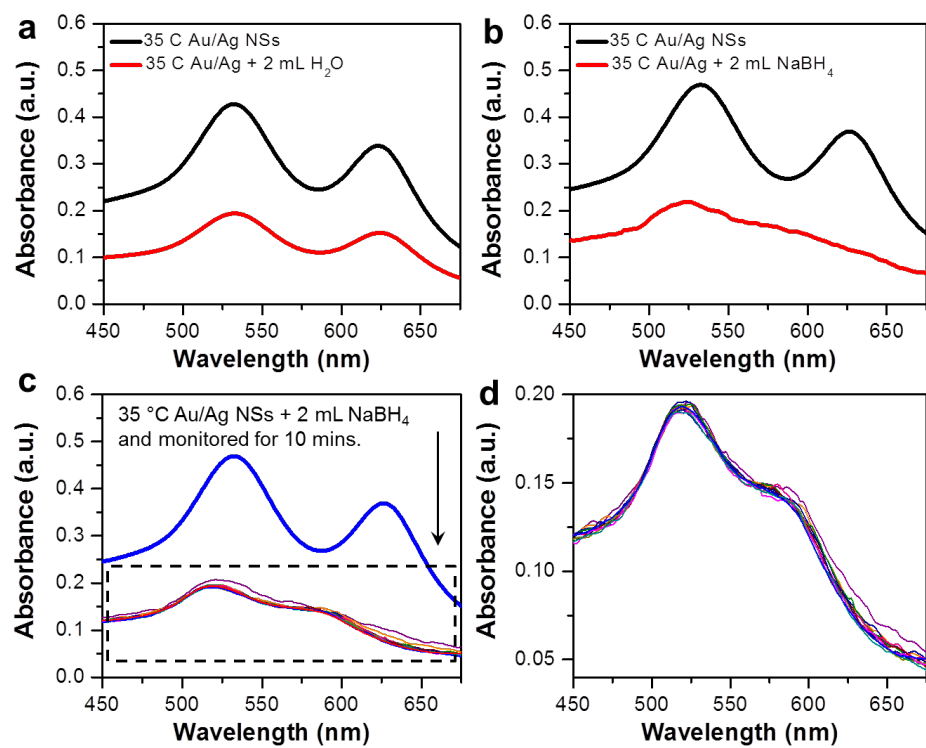 a
0.6
0.5
0.4
0.3
0.2
0.1
0.0
Absorbance (a.u.)
35 C Au/Ag NSs
35 C Au/Ag + 2 mL H₂O
450 500 550 600 650
Wavelength (nm)
b
0.6
0.5
0.4
0.3
0.2
0.1
0.0
Absorbance (a.u.)
35 C Au/Ag NSs
35 C Au/Ag + 2 mL NaBH₄
450 500 550 600 650
Wavelength (nm)
c
0.6
0.5
0.4
0.3
0.2
0.1
0.0
Absorbance (a.u.)
35 °C Au/Ag NSs + 2 mL NaBH₄
and monitored for 10 mins.
450 500 550 600 650
Wavelength (nm)
d
0.20
0.15
0.10
0.05
Absorbance (a.u.)
450 500 550 600 650
Wavelength (nm)